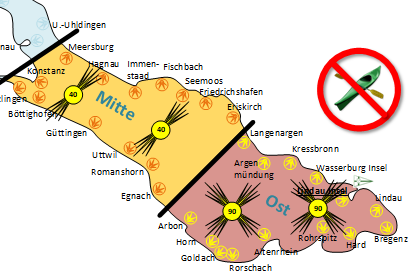 U.-Uhldingen
nau
Meersburg
Konstanz
Hagnau
Immen-
staad
Fischbach
Seemoos
Friedrichshafen
Eriskirch
lingen
Böttighofen
40
Mitte
40
Güttingen
Uttwil
Romanshorn
Egnach
Langenargen
Kressbronn
Argen
mündung
Wasserburg Insel
Lindau Insel
Lindau
Ost
90
90
Arbon
Horn
Goldach
Rorschach
Altenrhein
Rohrspitz
Hard
Bregenz